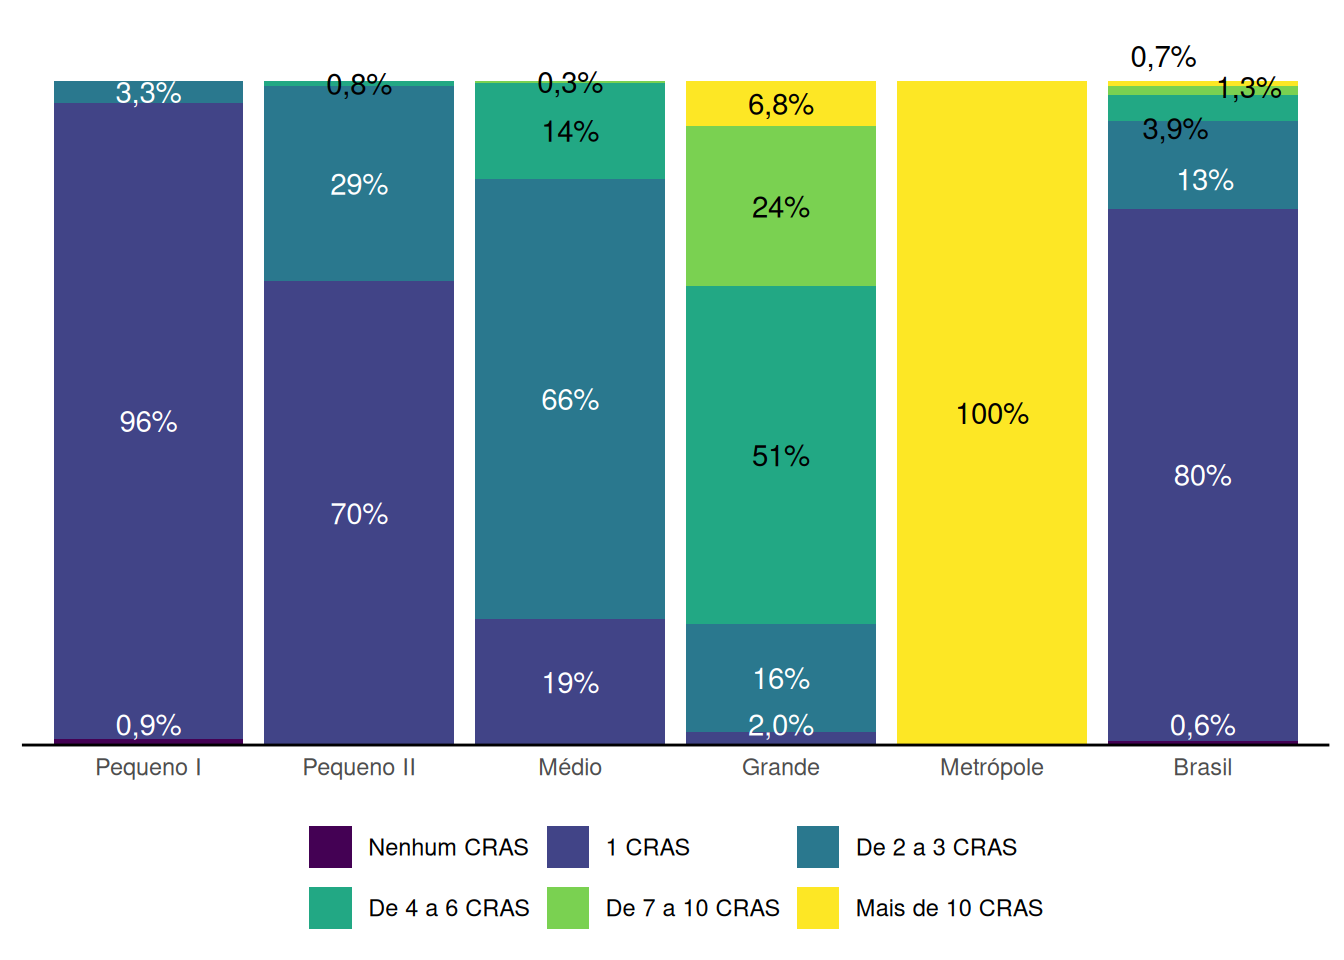 0,7%
3,3%
0,8%
0,3%
6,8%
1,3%
14%
3,9%
29%
24%
13%
96%
66%
100%
51%
80%
70%
19%
16%
0,9%
2,0%
0,6%
Pequeno I
Pequeno II
Médio
Grande
Metrópole
Brasil
Nenhum CRAS
1 CRAS
De 2 a 3 CRAS
De 4 a 6 CRAS
De 7 a 10 CRAS
Mais de 10 CRAS